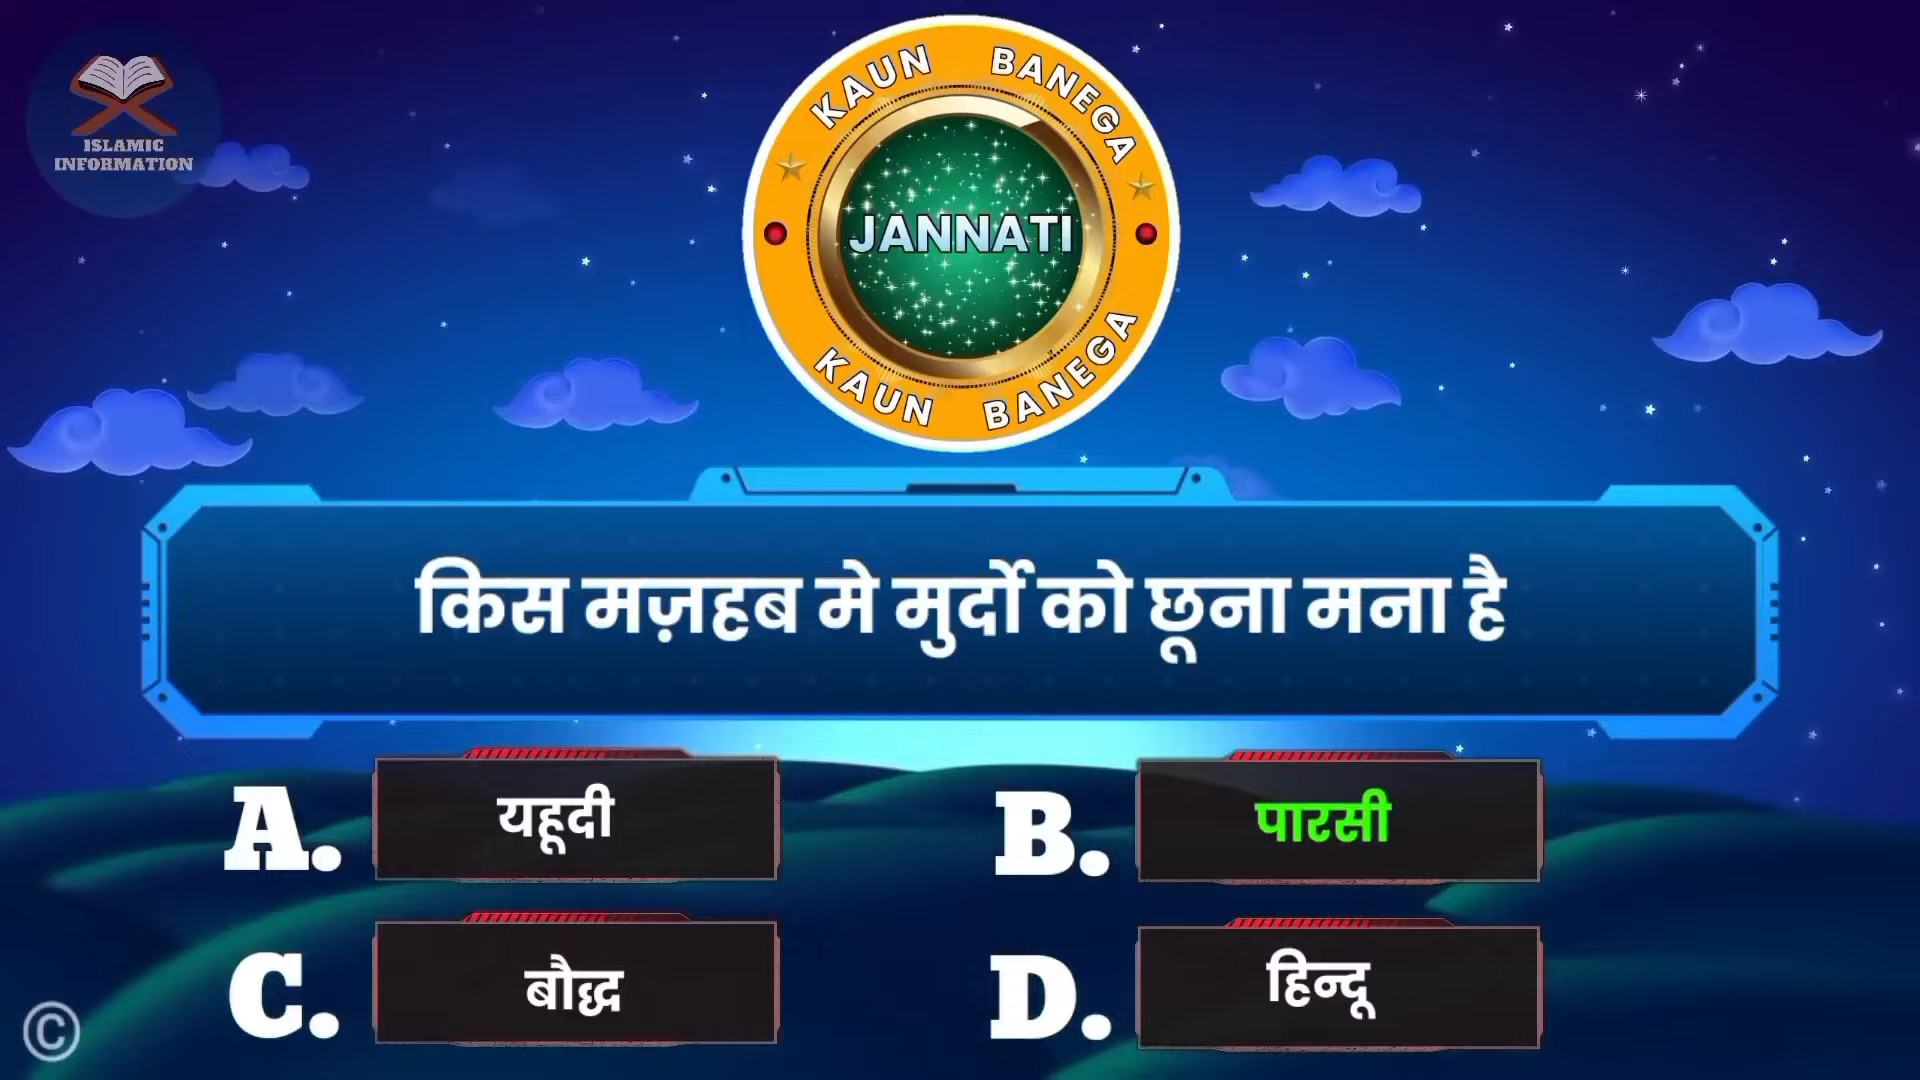 ISLAMIC
INFORMATION
KAUN BANEGA
JANNATI
KAUN BANEGA
किस मज़हब मे मुर्दो को छूना मना है
A. यहूदी
B. पारसी
C. बौद्ध
D. हिन्दू
©